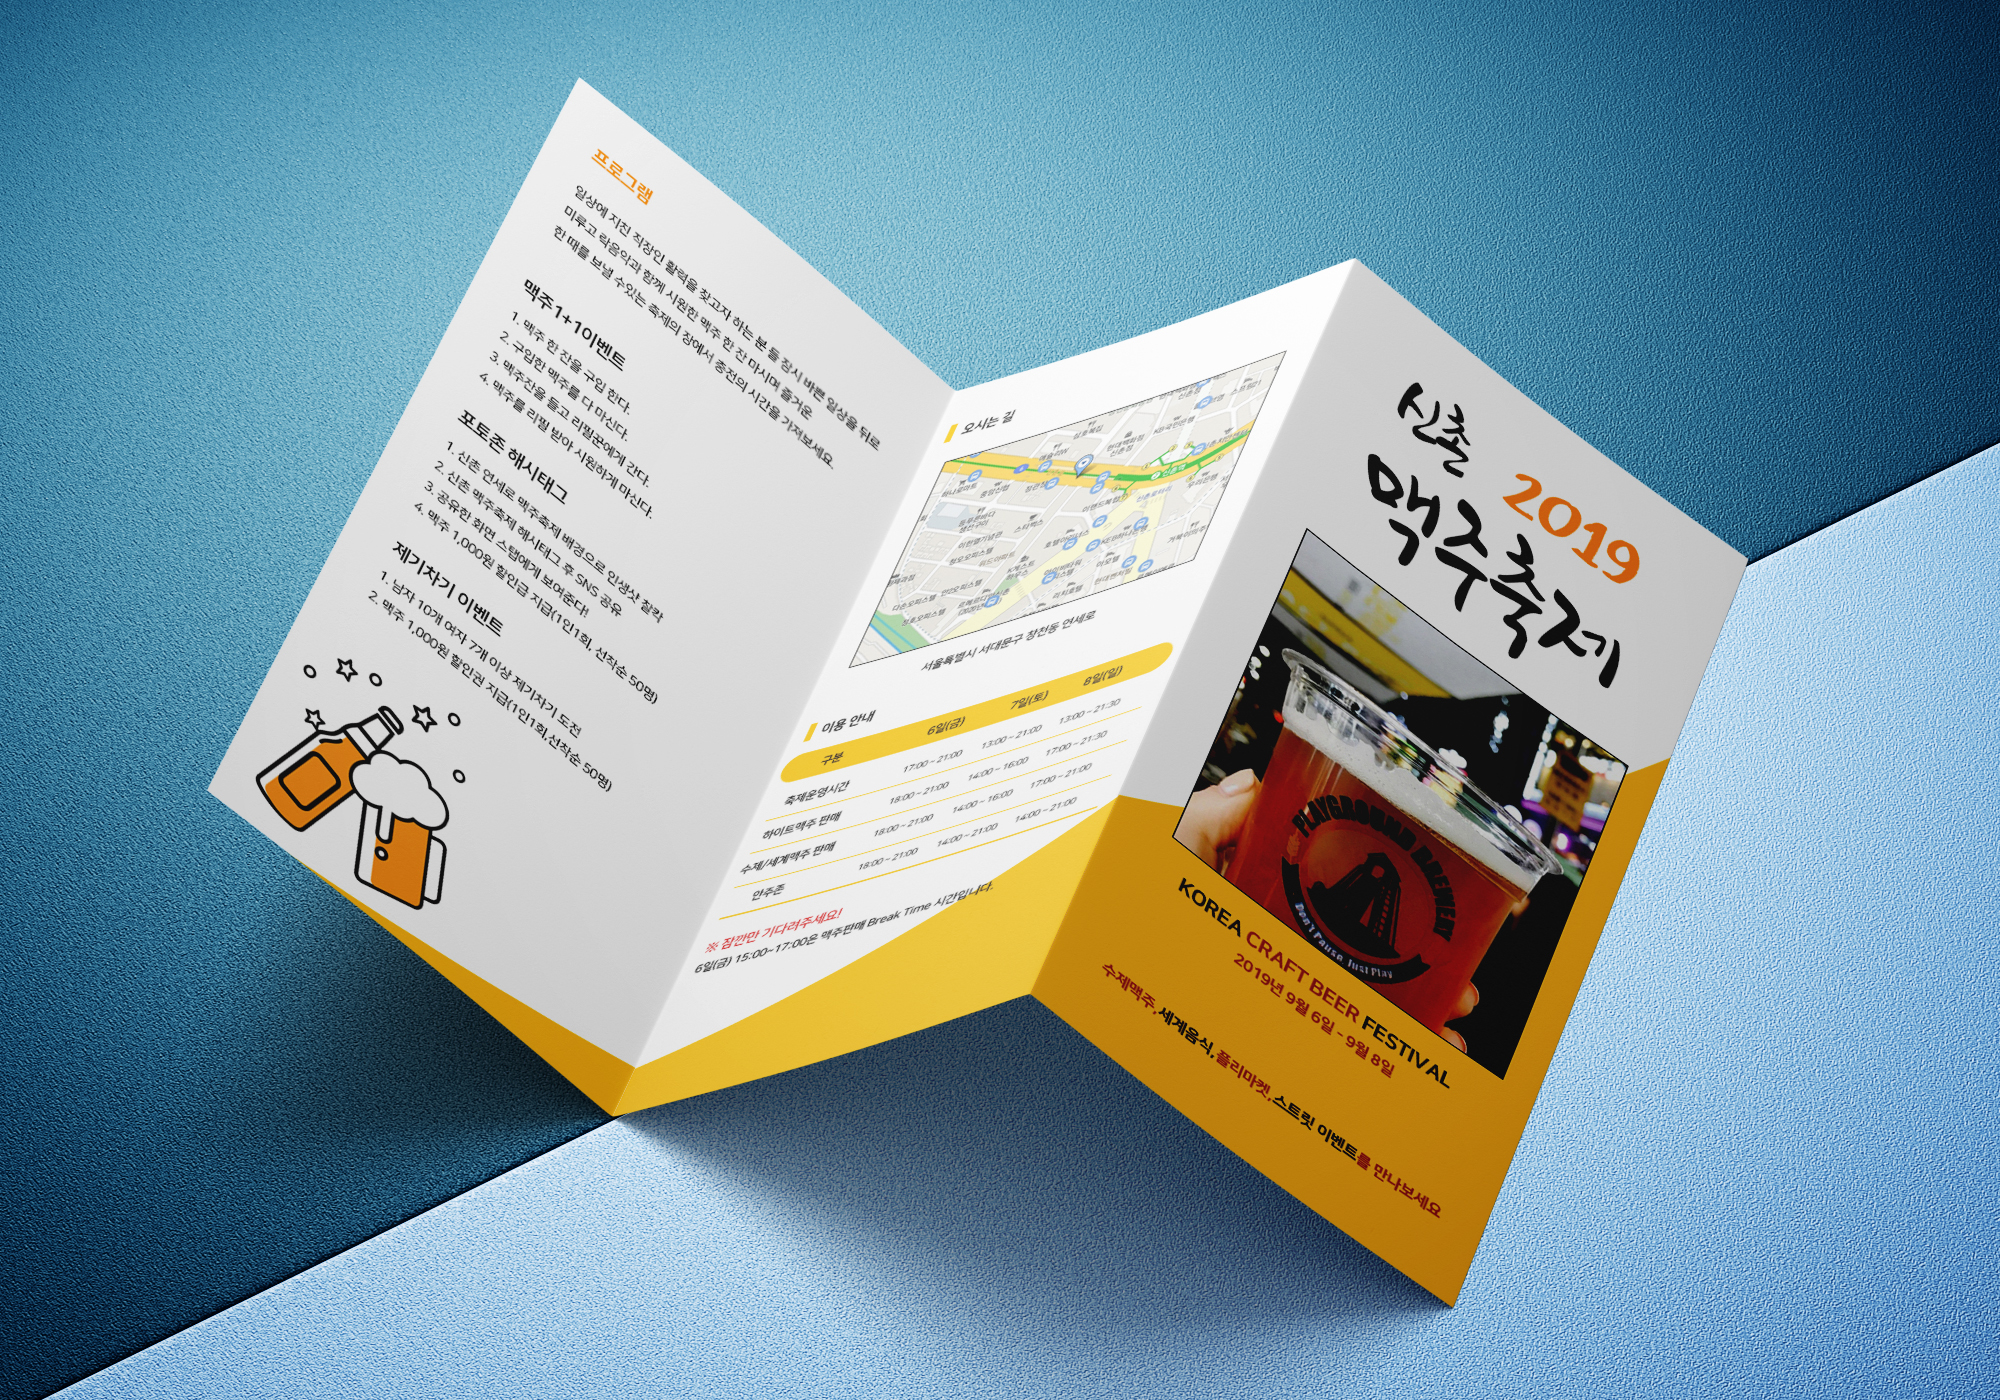 프로그램
일상에 지친 직장인 활력을 찾고자 하는 분들 잠시 바쁜 일상을 뒤로
미루고 락음악과 함께 시원한 맥주 한 잔 마시며 즐거운
한 때를 보낼 수있는 축제의 장에서 충전의 시간을 가져보세요.
맥주1+1이벤트
1. 맥주 한 잔을 구입 한다.
2. 구입한 맥주를 다 마신다.
3. 맥주잔을 들고 리필꾼에게 간다.
4. 맥주를 리필 받아 시원하게 마신다.
포토존 해시태그
1. 신촌 연세로 맥주축제 배경으로 인생샷 찰칵
2. 신촌 맥주축제 해시태그 후 SNS 공유
3. 공유한 화면 스탭에게 보여준다!
4. 맥주 1,000원 할인급 지급(1인1회, 선착순 50명)
제기차기 이벤트
1. 남자 10개 여자 7개 이상 제기차기 도전
2. 맥주 1,000원 할인권 지급(1인1회,선착순 50명)
오시는 길
서울특별시 서대문구 창천동 연세로
이용 안내
구분 6일(금) 7일(토) 8일(일)
축제운영시간 17:00 ~ 21:00 13:00 ~ 21:00 13:00 ~ 21:30
하이트맥주 판매 18:00 ~ 21:00 14:00 ~ 16:00 17:00 ~ 21:30
수제/세계맥주 판매 18:00 ~ 21:00 14:00 ~ 16:00 17:00 ~ 21:00
안주존 18:00 ~ 21:00 14:00 ~ 21:00 14:00 ~ 21:00
※ 잠깐만 기다려주세요!
6일(금) 15:00~17:00은 맥주판매 Break Time 시간입니다.
신촌
2019
맥주축제
PLAYGROUND BREWERY
Don't Pause Just Play
KOREA CRAFT BEER FESTIVAL
2019년 9월 6일 - 9월 8일
수제맥주, 세계음식, 플리마켓, 스트릿 이벤트를 만나보세요